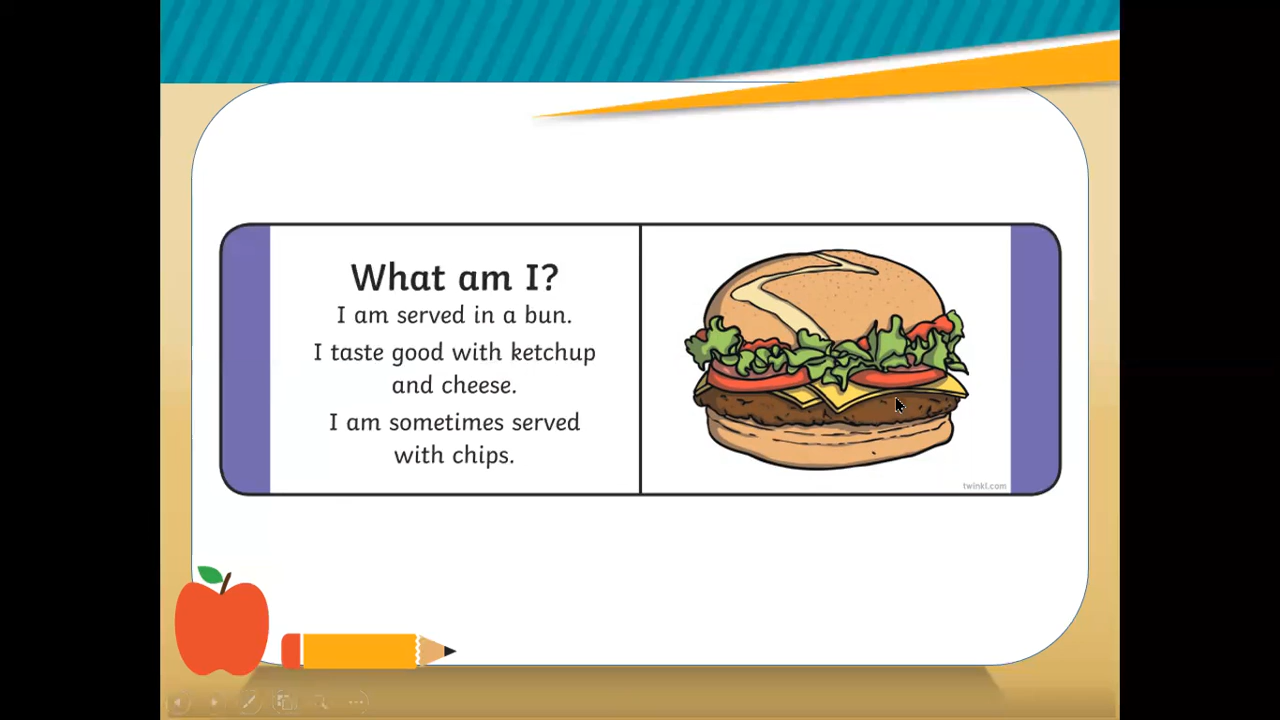 What am I?
I am served in a bun.
I taste good with ketchup
and cheese.
I am sometimes served
with chips.
twinkl.com